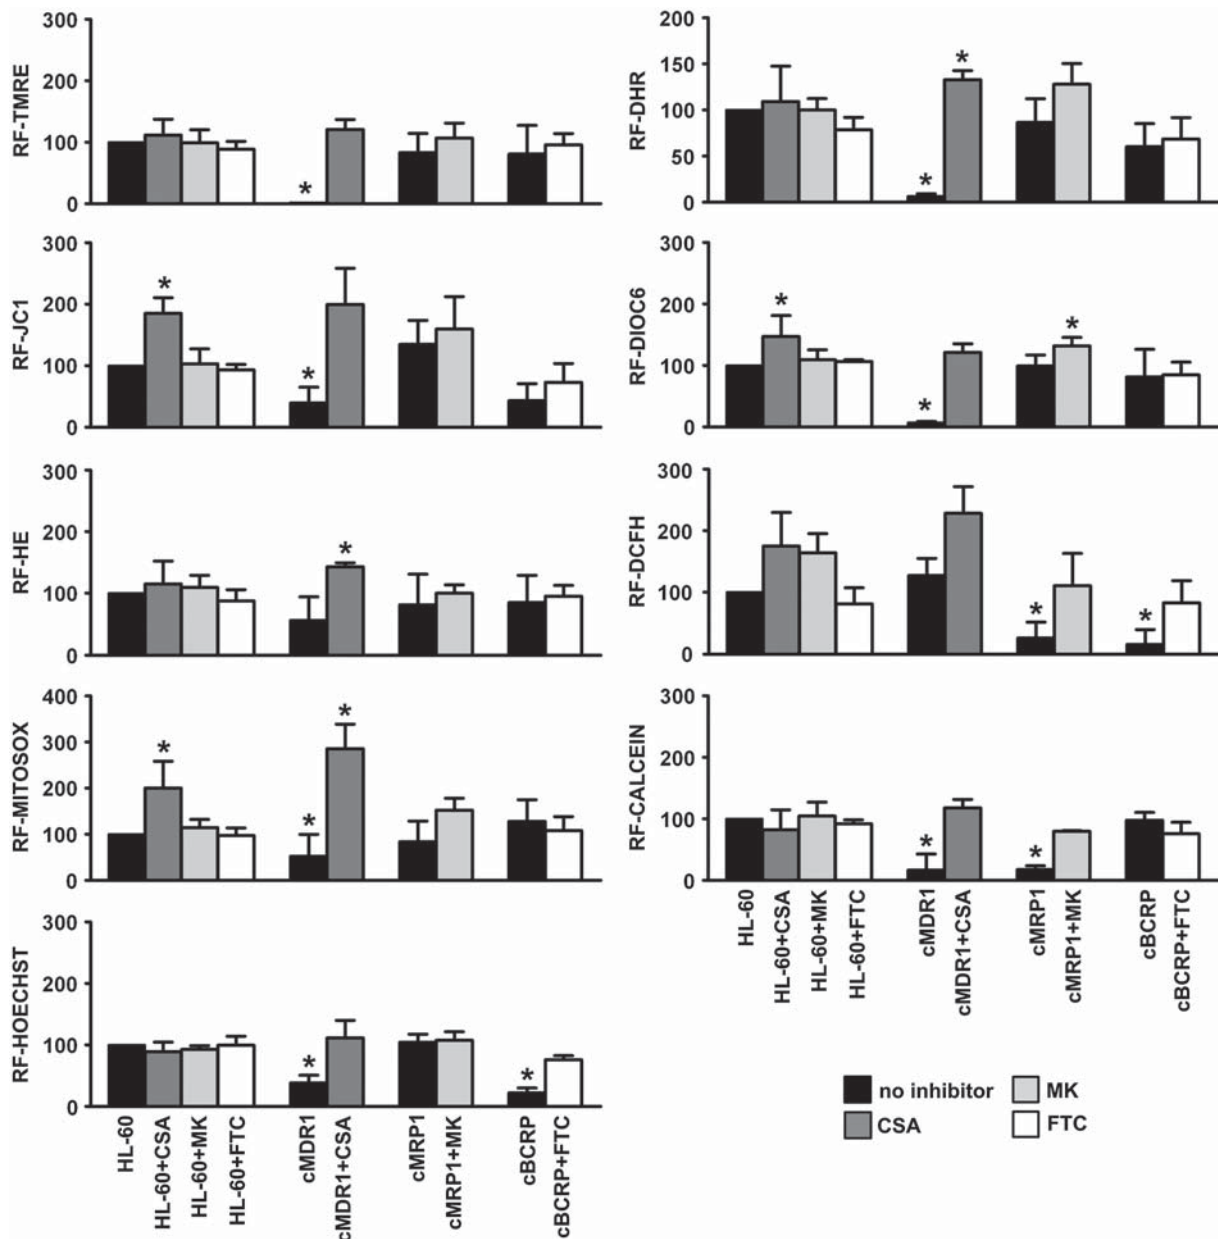 300
200
100
0
RF-TMRE
*
200
150
100
50
0
RF-DHR
*
*
300
200
100
0
RF-JC1
*
*
300
200
100
0
RF-DIOC6
*
*
*
300
200
100
0
RF-HE
*
300
200
100
0
RF-DCFH
*
*
400
300
200
100
0
RF-MITOSOX
*
*
*
300
200
100
0
RF-CALCEIN
*
*
HL-60
HL-60+CSA
HL-60+MK
HL-60+FTC
cMDR1
cMDR1+CSA
cMRP1
cMRP1+MK
cBCRP
cBCRP+FTC
300
200
100
0
RF-HOECHST
*
*
HL-60
HL-60+CSA
HL-60+MK
HL-60+FTC
cMDR1
cMDR1+CSA
cMRP1
cMRP1+MK
cBCRP
cBCRP+FTC
no inhibitor
MK
CSA
FTC